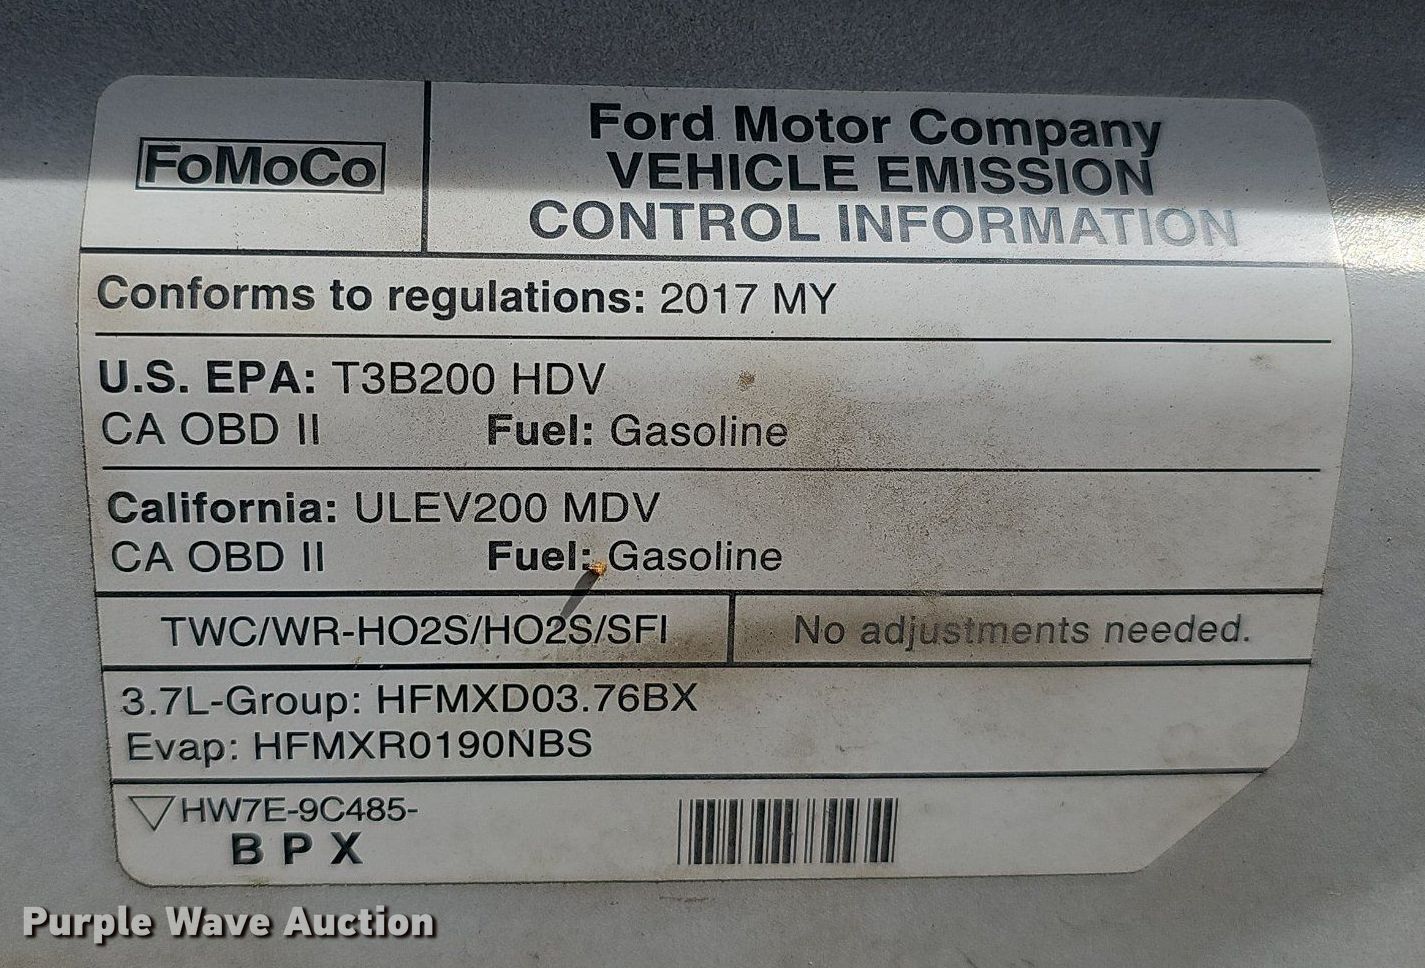 FoMoCo
Ford Motor Company
VEHICLE EMISSION
CONTROL INFORMATION
Conforms to regulations: 2017 MY
U.S. EPA: T3B200 HDV
CA OBD II Fuel: Gasoline
California: ULEV200 MDV
CA OBD II Fuel: Gasoline
TWC/WR-HO2S/HO2S/SFI No adjustments needed.
3.7L-Group: HFMXD03.76BX
Evap: HFMXR0190NBS
HW7E-9C485-
B P X
Purple Wave Auction